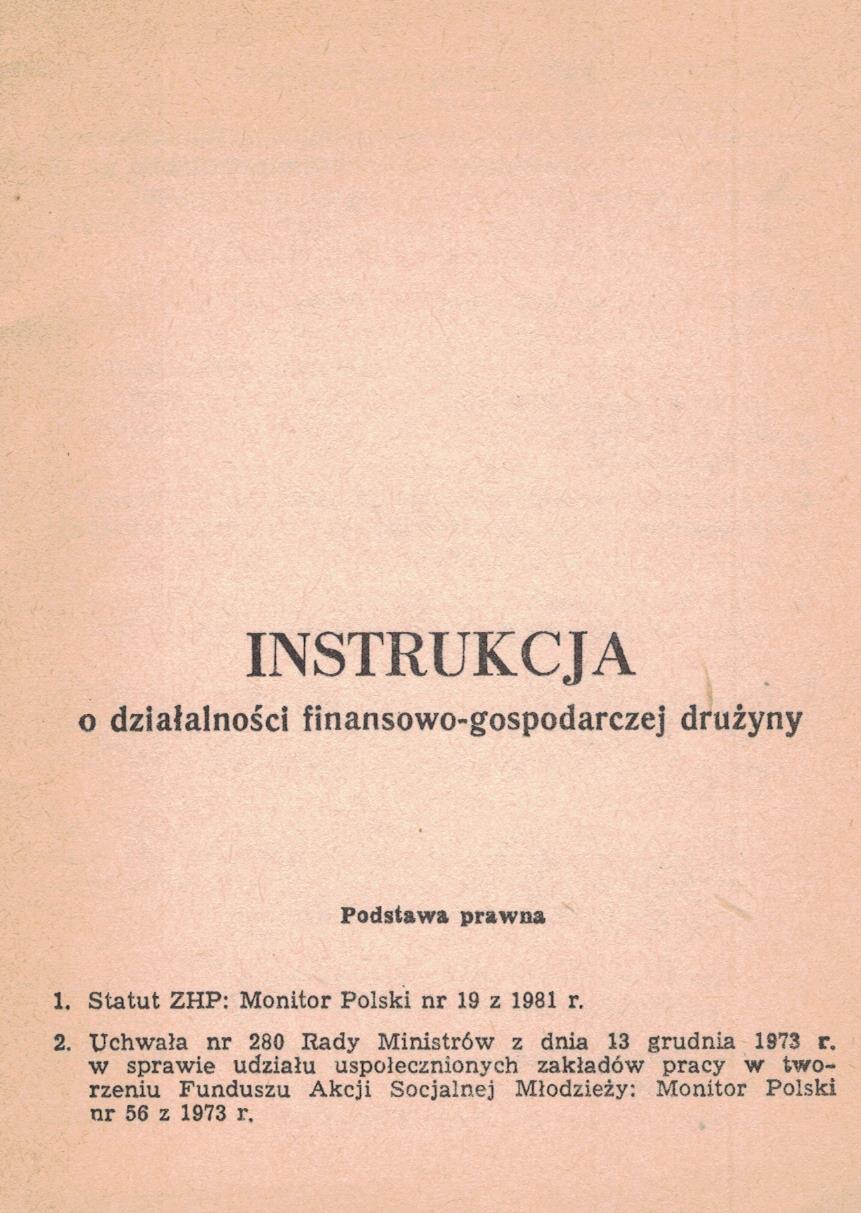 INSTRUKCJA
o działalności finansowo-gospodarczej drużyny
Podstawa prawna
1. Statut ZHP: Monitor Polski nr 19 z 1981 r.
2. Uchwała nr 280 Rady Ministrów z dnia 13 grudnia 1973 r.
w sprawie udziału uspołecznionych zakładów pracy w two-
rzeniu Funduszu Akcji Socjalnej Młodzieży: Monitor Polski
nr 56 z 1973 r.